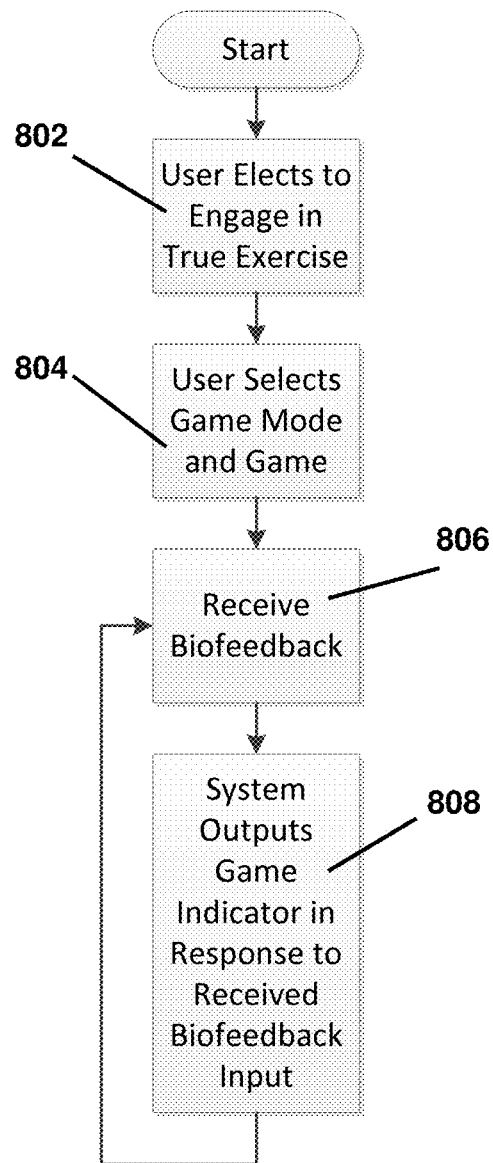 Start
802
User Elects to
Engage in
True Exercise
804
User Selects
Game Mode
and Game
806
Receive
Biofeedback
System
Outputs
808
Game
Indicator in
Response to
Received
Biofeedback
Input